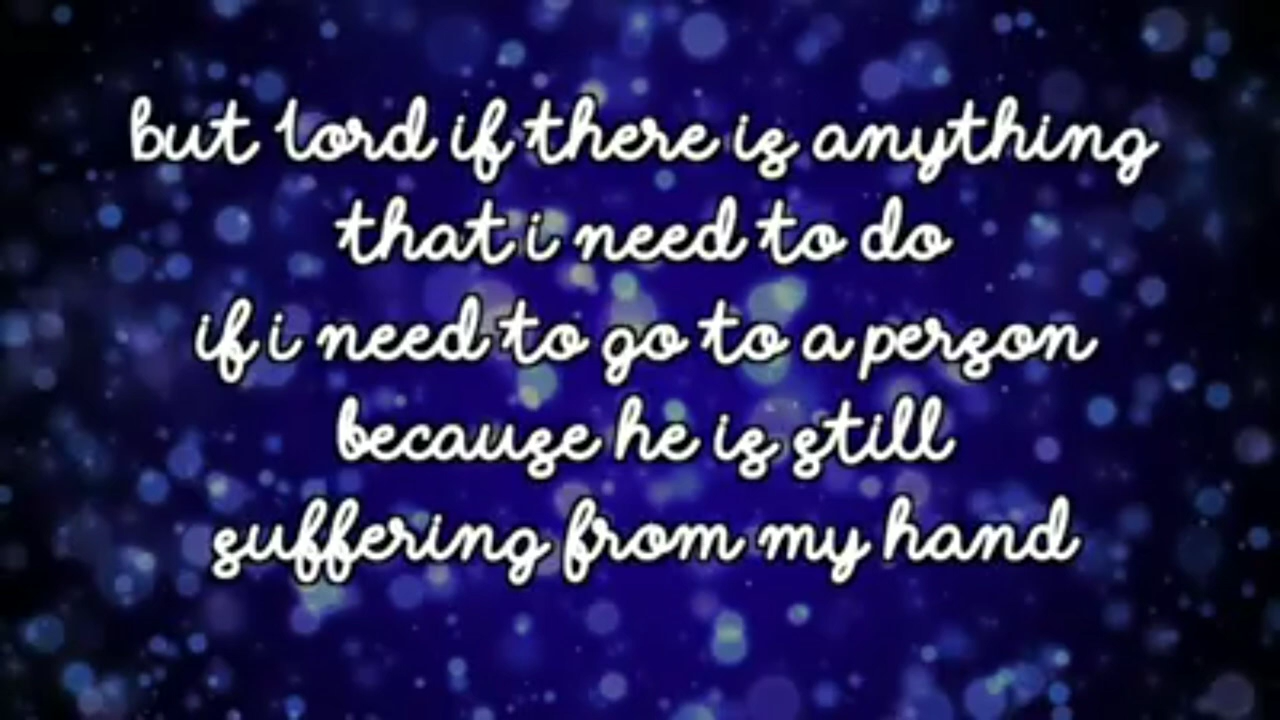 but lord if there is anything
that i need to do
if i need to go to a person
because he is still
suffering from my hand